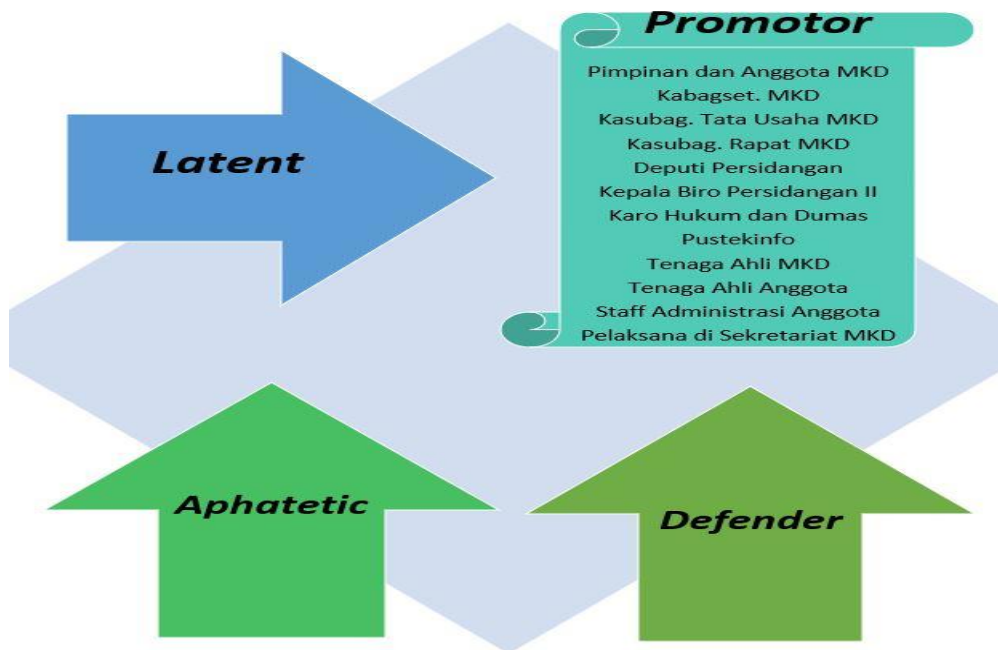 Promotor
Pimpinan dan Anggota MKD
Kabagset. MKD
Kasubag. Tata Usaha MKD
Kasubag. Rapat MKD
Deputi Persidangan
Kepala Biro Persidangan II
Karo Hukum dan Dumas
Pustekinfo
Tenaga Ahli MKD
Tenaga Ahli Anggota
Staff Administrasi Anggota
Pelaksana di Sekretariat MKD
Latent
Aphatetic
Defender